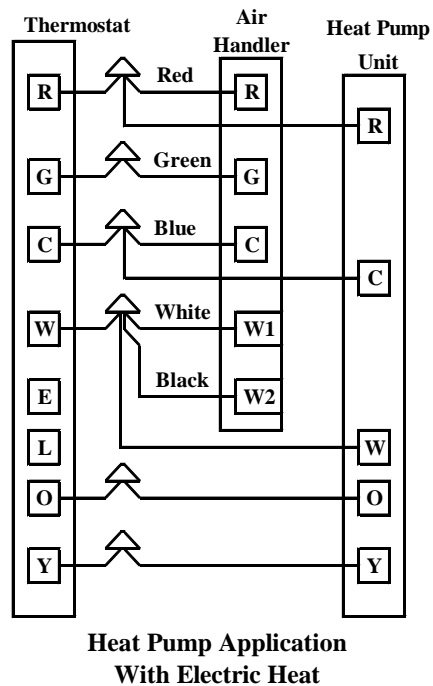 Thermostat
Air
Handler
Heat Pump
Unit
R
Red
R
R
G
Green
G
C
Blue
C
C
W
White
W1
E
Black
W2
L
W
O
O
Y
Y
Heat Pump Application
With Electric Heat